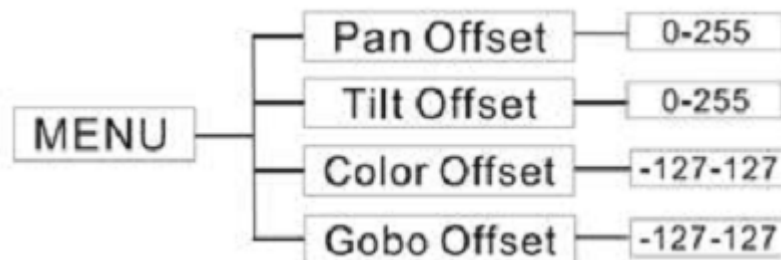 Pan Offset 0-255
Tilt Offset 0-255
MENU
Color Offset -127-127
Gobo Offset -127-127